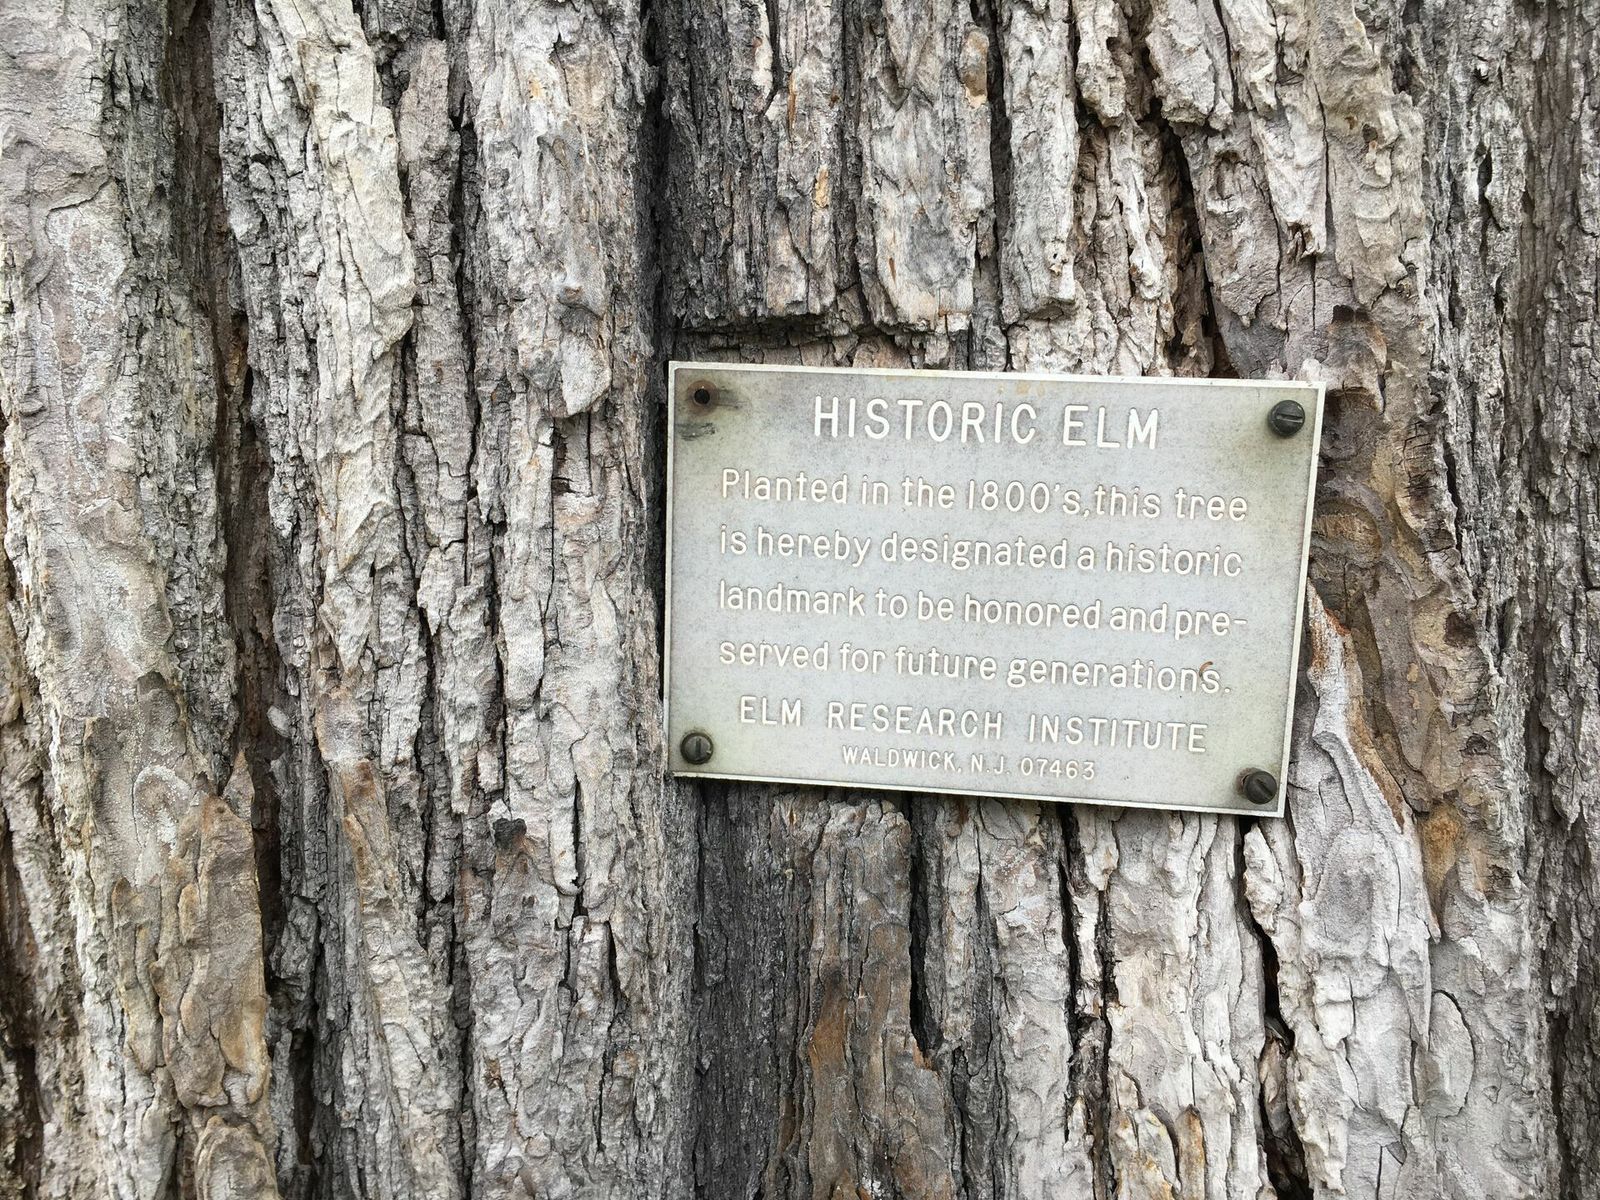 HISTORIC ELM
Planted in the 1800's, this tree
is hereby designated a historic
landmark to be honored and pre-
served for future generations.
ELM RESEARCH INSTITUTE
WALDWICK, N.J. 07463